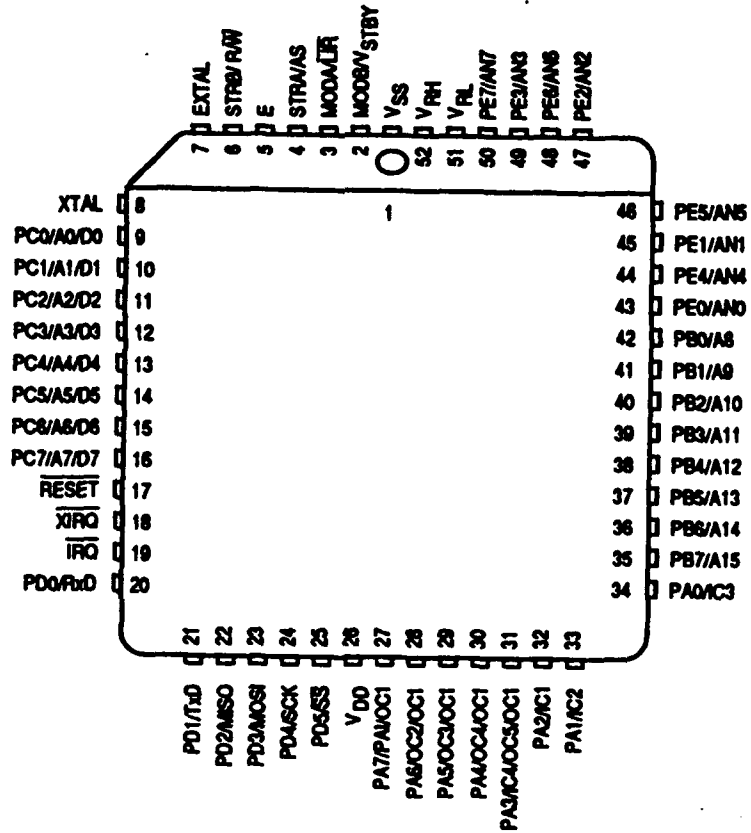 EXTAL
STRB/ R/W̅
E
STRA/AS
MODA/L̅I̅R̅
MODB/VSTBY
VSS
VRH
VRL
PE7/AN7
PE3/AN3
PE6/AN6
PE2/AN2
7
6
5
4
3
2
52
51
50
49
48
47
1
XTAL 8
PC0/A0/D0 9
PC1/A1/D1 10
PC2/A2/D2 11
PC3/A3/D3 12
PC4/A4/D4 13
PC5/A5/D5 14
PC6/A6/D6 15
PC7/A7/D7 16
R̅E̅S̅E̅T̅ 17
X̅I̅R̅Q̅ 18
I̅R̅Q̅ 19
PD0/RxD 20
46 PE5/AN5
45 PE1/AN1
44 PE4/AN4
43 PE0/AN0
42 PB0/A8
41 PB1/A9
40 PB2/A10
39 PB3/A11
38 PB4/A12
37 PB5/A13
36 PB6/A14
35 PB7/A15
34 PA0/IC3
21
22
23
24
25
26
27
28
29
30
31
32
33
PD1/TxD
PD2/MISO
PD3/MOSI
PD4/SCK
PD5/S̅S̅
VDD
PA7/PAI/OC1
PA6/OC2/OC1
PA5/OC3/OC1
PA4/OC4/OC1
PA3/IC4/OC5/OC1
PA2/IC1
PA1/IC2